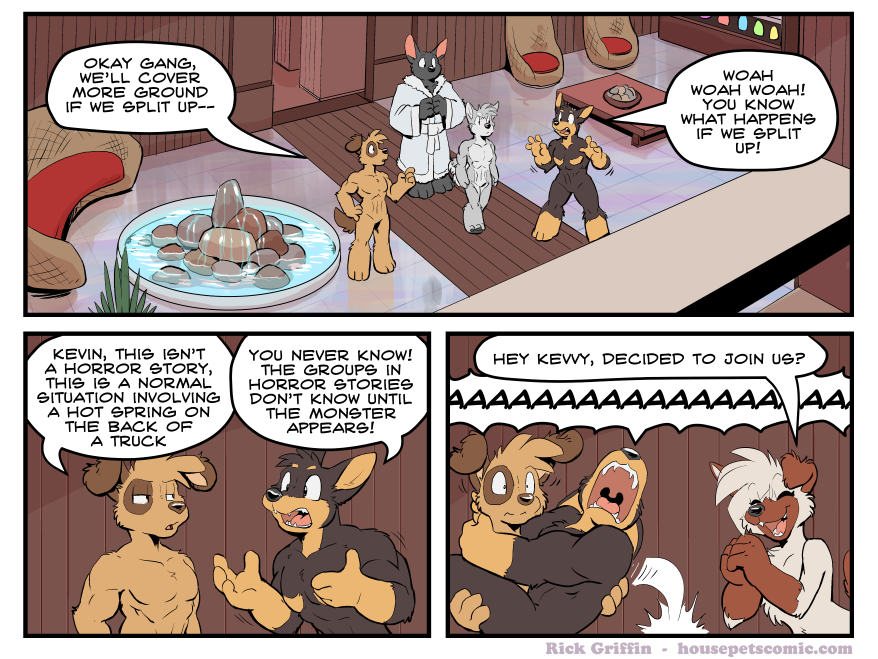 OKAY GANG,
WE'LL COVER
MORE GROUND
IF WE SPLIT UP--
WOAH
WOAH WOAH!
YOU KNOW
WHAT HAPPENS
IF WE SPLIT
UP!
KEVIN, THIS ISN'T
A HORROR STORY,
THIS IS A NORMAL
SITUATION INVOLVING
A HOT SPRING ON
THE BACK OF
A TRUCK
YOU NEVER KNOW!
THE GROUPS IN
HORROR STORIES
DON'T KNOW UNTIL
THE MONSTER
APPEARS!
HEY KEVVY, DECIDED TO JOIN US?
AAAAAAAAAAAAAAAAAA
Rick Griffin - housepetscomic.com